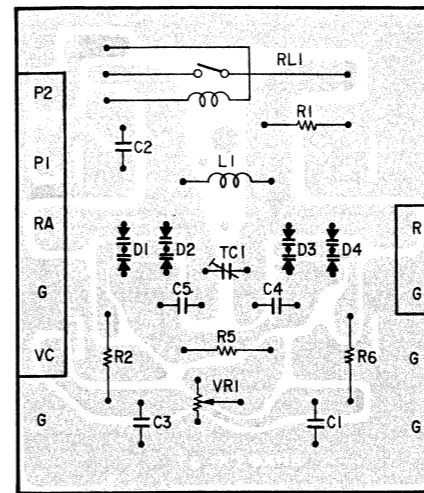 RL1
P2
R1
C2
P1
L1
RA
R
D1 D2 TC1 D3 D4
G
C5 C4
G
R5
VC R2 R6 G
VR1
G C3 C1 G